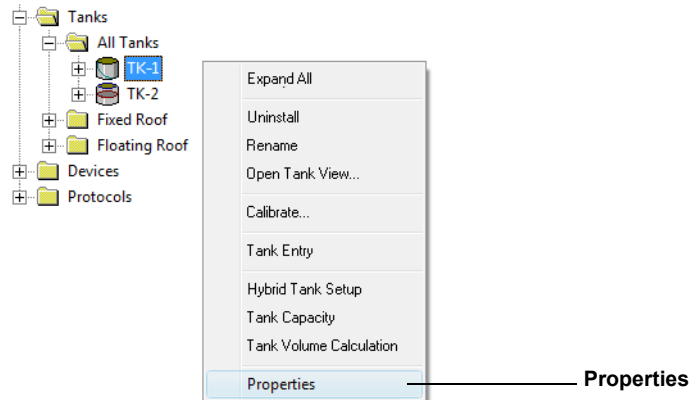 Tanks
All Tanks
TK-1
TK-2
Fixed Roof
Floating Roof
Devices
Protocols
Expand All
Uninstall
Rename
Open Tank View...
Calibrate...
Tank Entry
Hybrid Tank Setup
Tank Capacity
Tank Volume Calculation
Properties
Properties